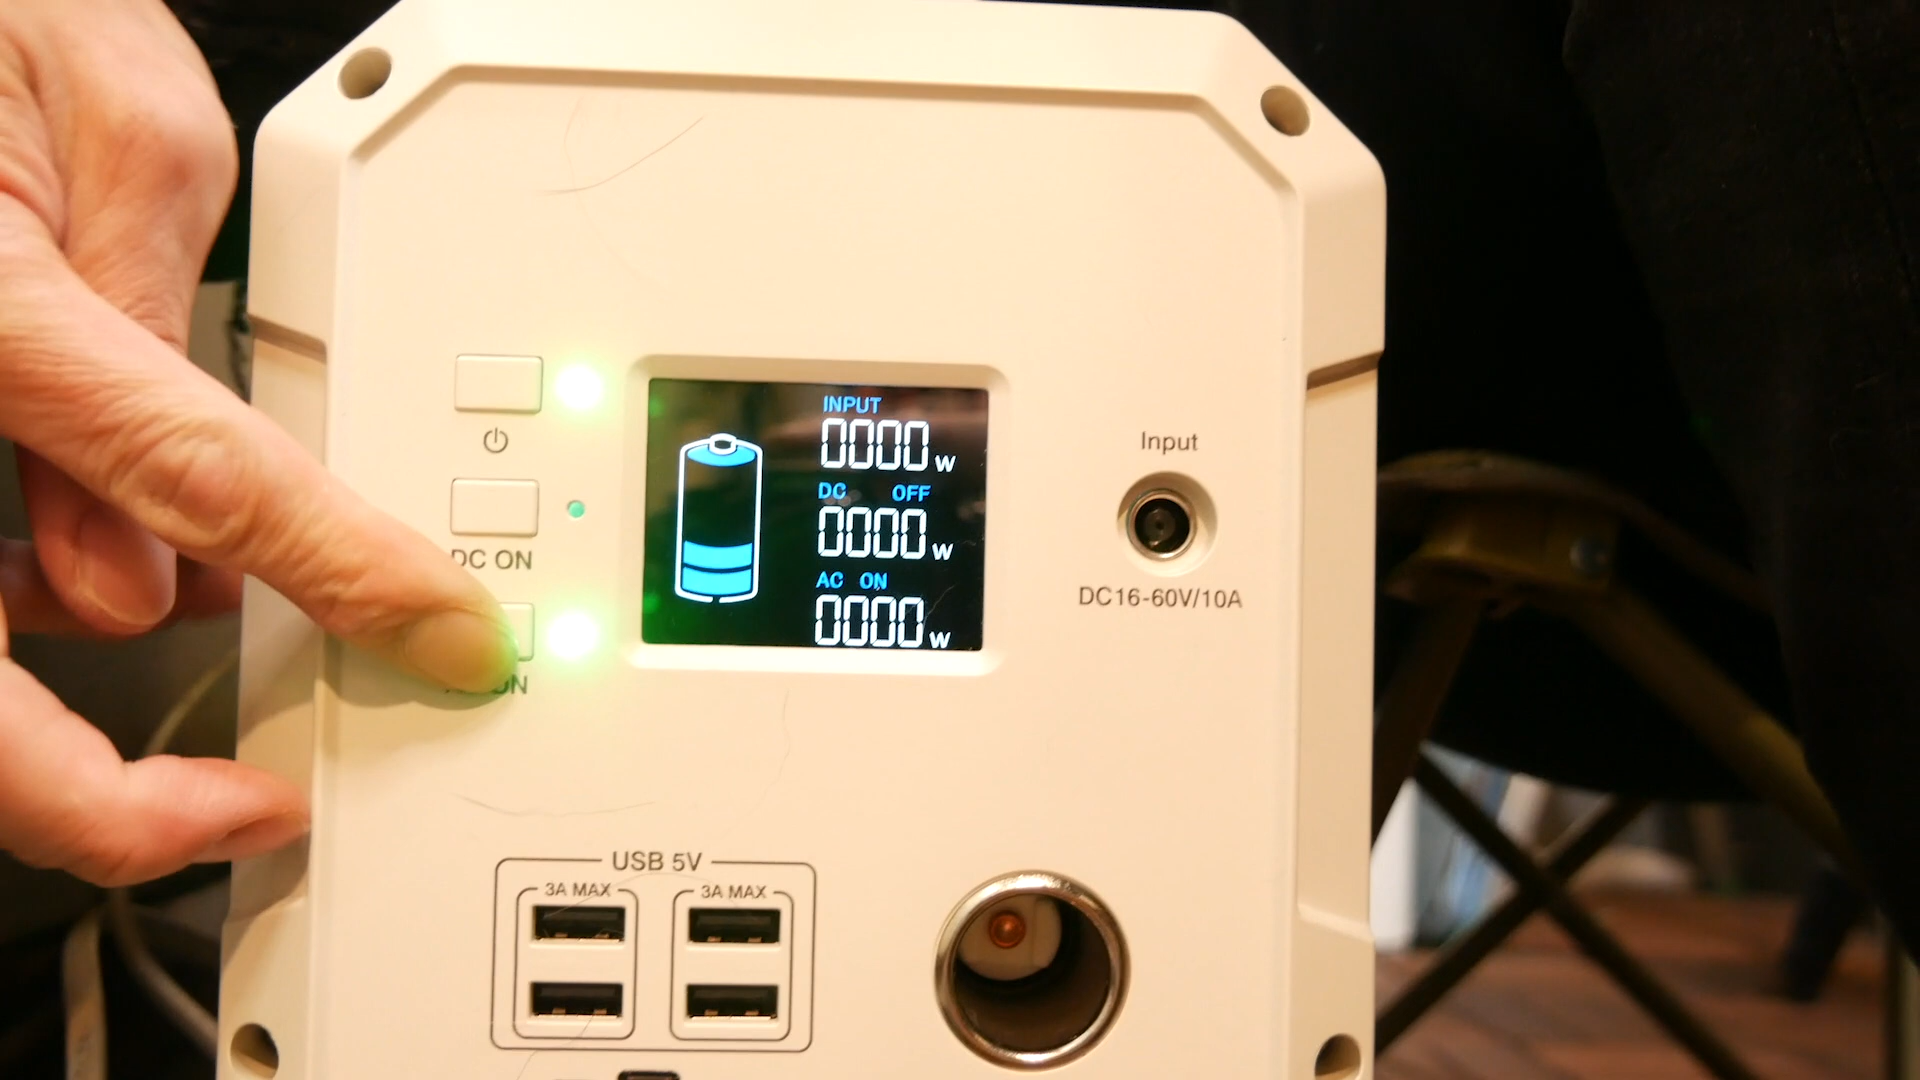 INPUT
0000 W
DC OFF
0000 W
AC ON
0000 W
DC ON
ON
Input
DC16-60V/10A
USB 5V
3A MAX
3A MAX